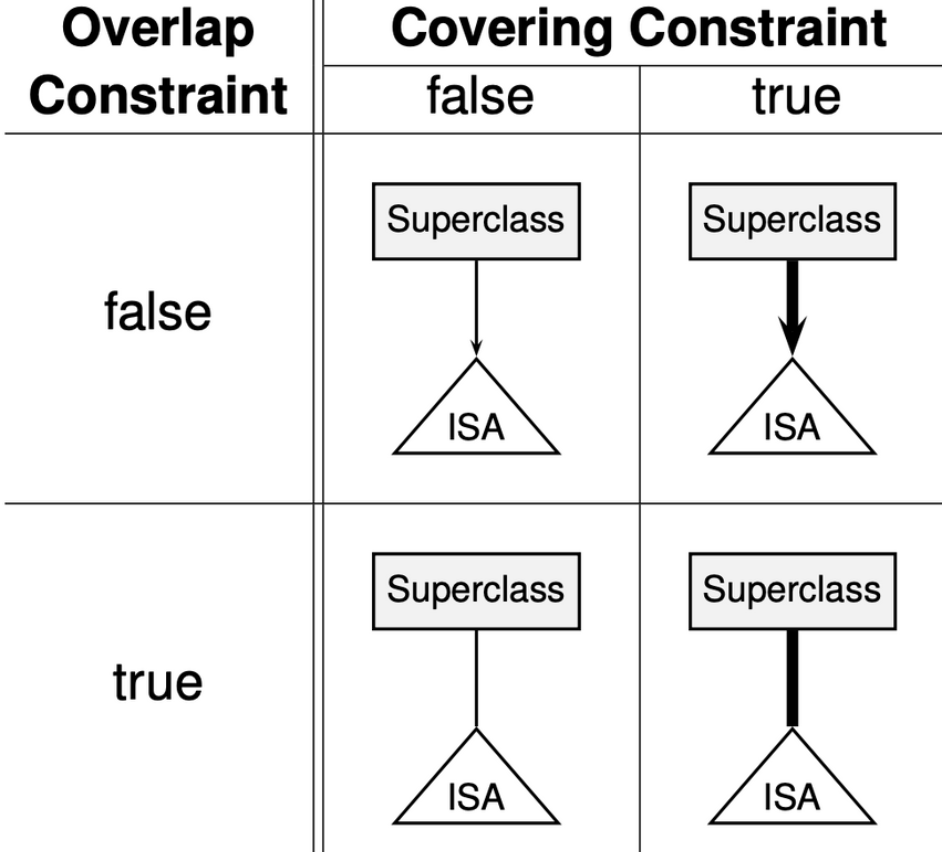 Overlap Constraint
Covering Constraint
false
true
false
Superclass
ISA
Superclass
ISA
true
Superclass
ISA
Superclass
ISA